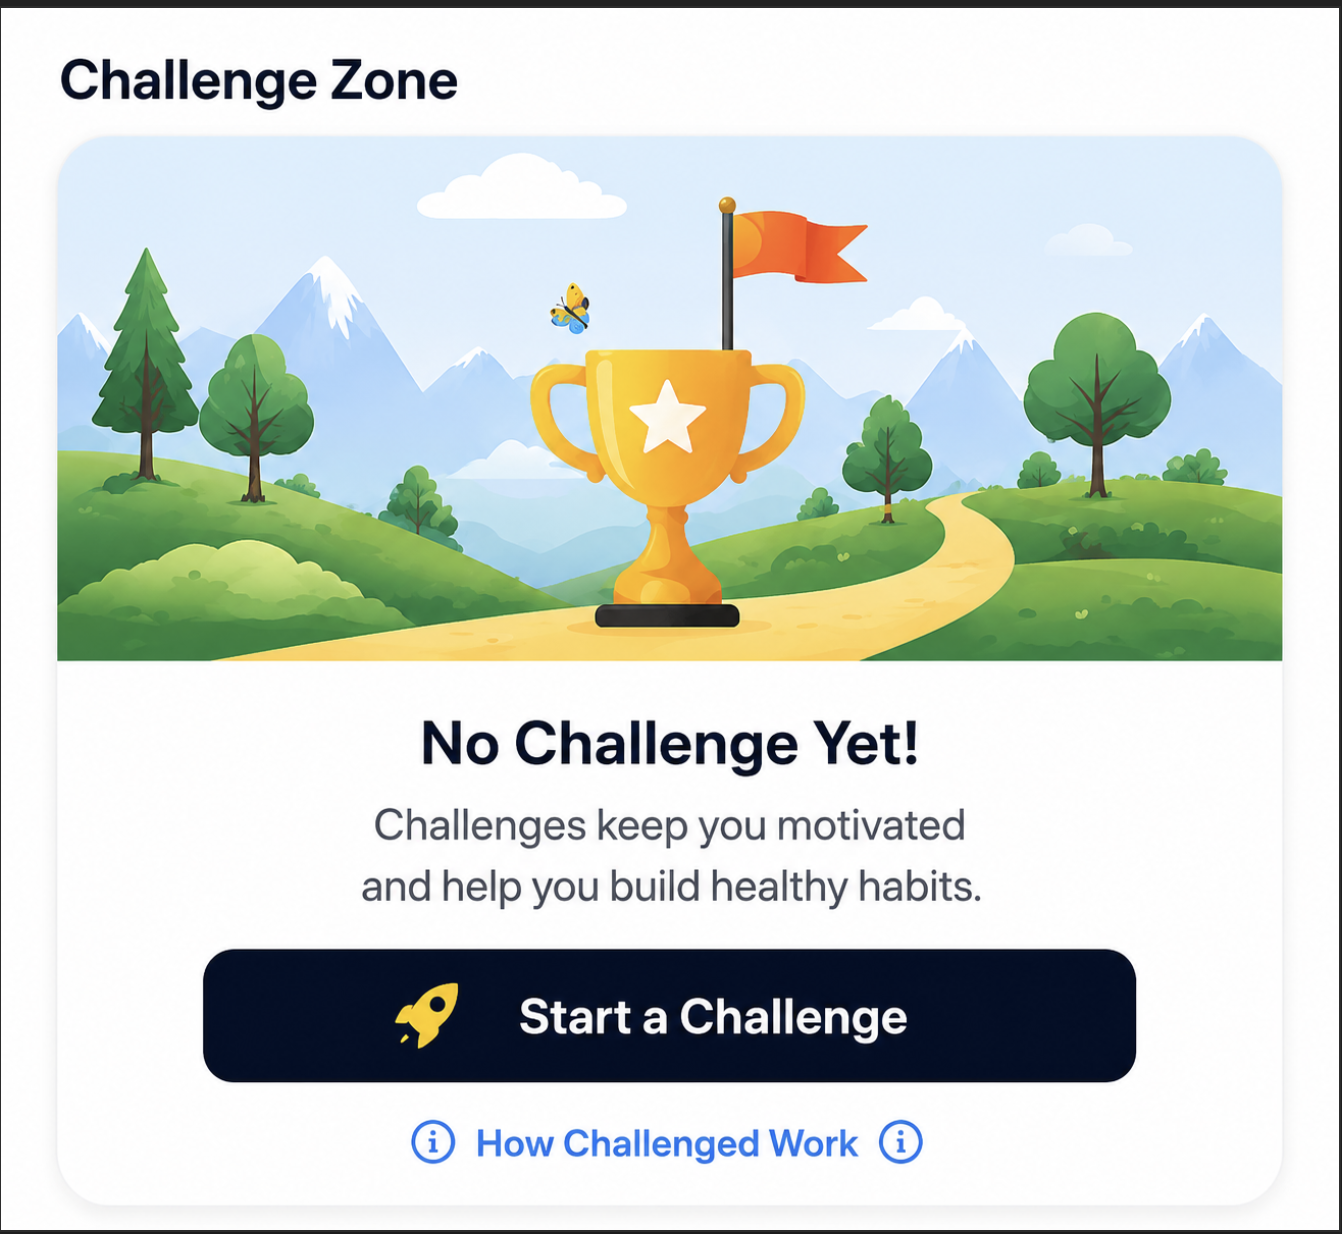 Challenge Zone
No Challenge Yet!
Challenges keep you motivated
and help you build healthy habits.
Start a Challenge
How Challenged Work